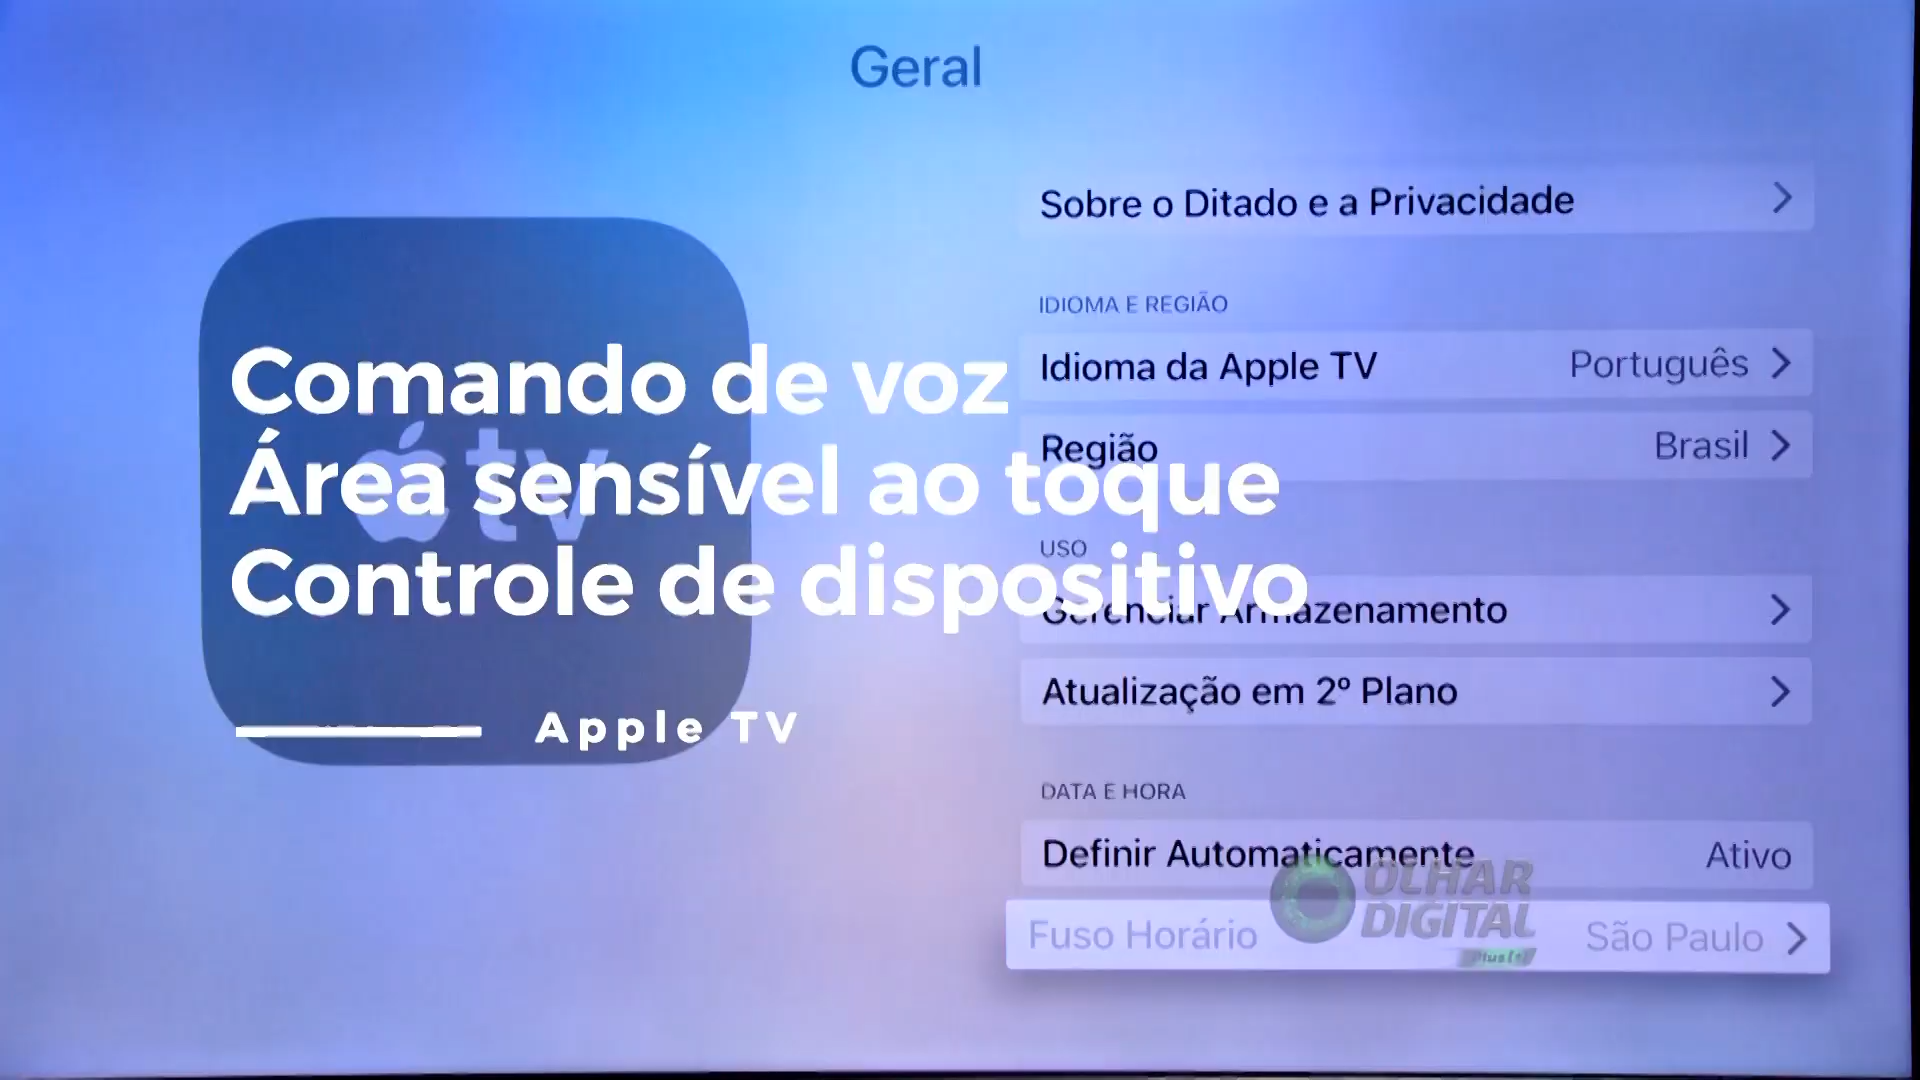 Geral
Sobre o Ditado e a Privacidade
IDIOMA E REGIÃO
Idioma da Apple TV Português
Região Brasil
USO
Gerenciar Armazenamento
Atualização em 2º Plano
DATA E HORA
Definir Automaticamente Ativo
Fuso Horário São Paulo
tv
Comando de voz
Área sensível ao toque
Controle de dispositivo
Apple TV
OLHAR
DIGITAL
Plus[+]